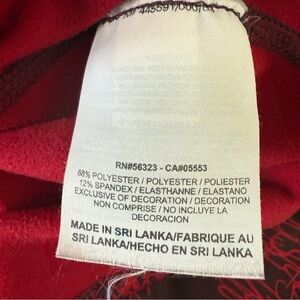 RN#56323 - CA#05553
88% POLYESTER / POLYESTER / POLIESTER
12% SPANDEX / ELASTHANNE / ELASTANO
EXCLUSIVE OF DECORATION / DECORATION
NON COMPRISE / NO INCLUYE LA
DECORACION
MADE IN SRI LANKA/FABRIQUE AU
SRI LANKA/HECHO EN SRI LANKA